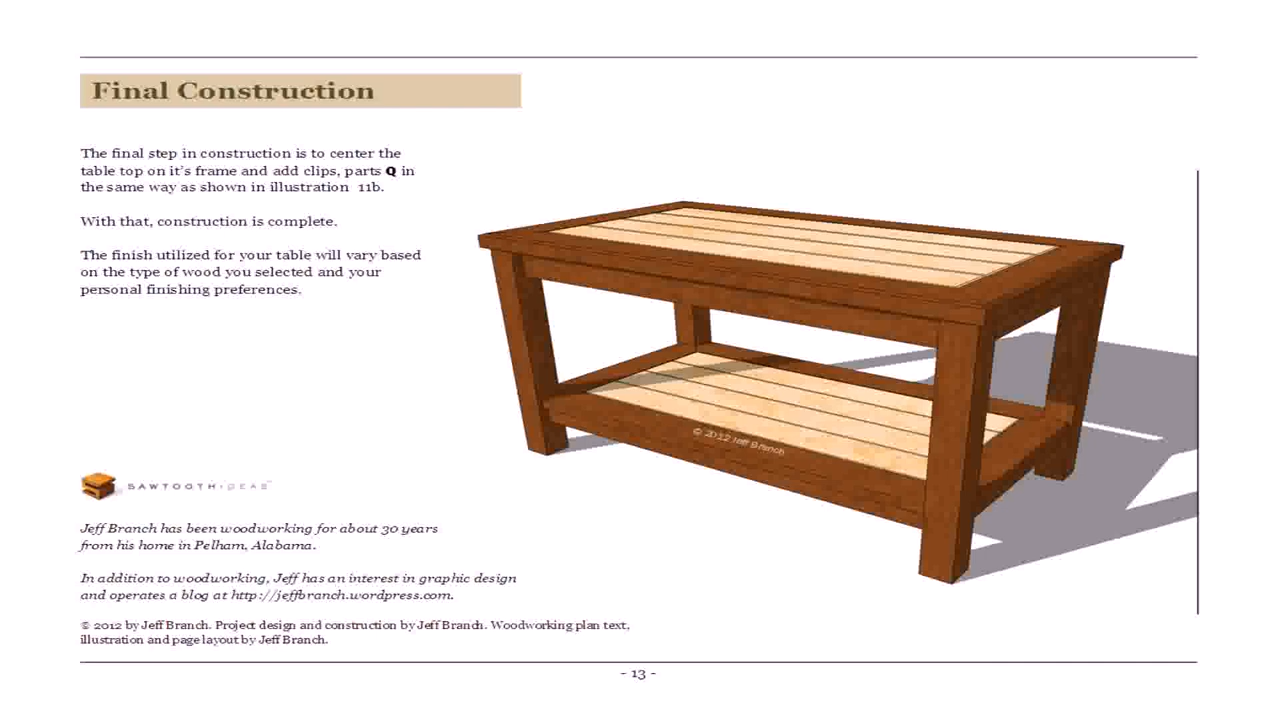 Final Construction
The final step in construction is to center the
table top on it's frame and add clips, parts Q in
the same way as shown in illustration 11b.
With that, construction is complete.
The finish utilized for your table will vary based
on the type of wood you selected and your
personal finishing preferences.
© 2012 Jeff Branch
SAWTOOTH IDEAS™
Jeff Branch has been woodworking for about 30 years
from his home in Pelham, Alabama.
In addition to woodworking, Jeff has an interest in graphic design
and operates a blog at http://jeffbranch.wordpress.com.
© 2012 by Jeff Branch. Project design and construction by Jeff Branch. Woodworking plan text,
illustration and page layout by Jeff Branch.
- 13 -